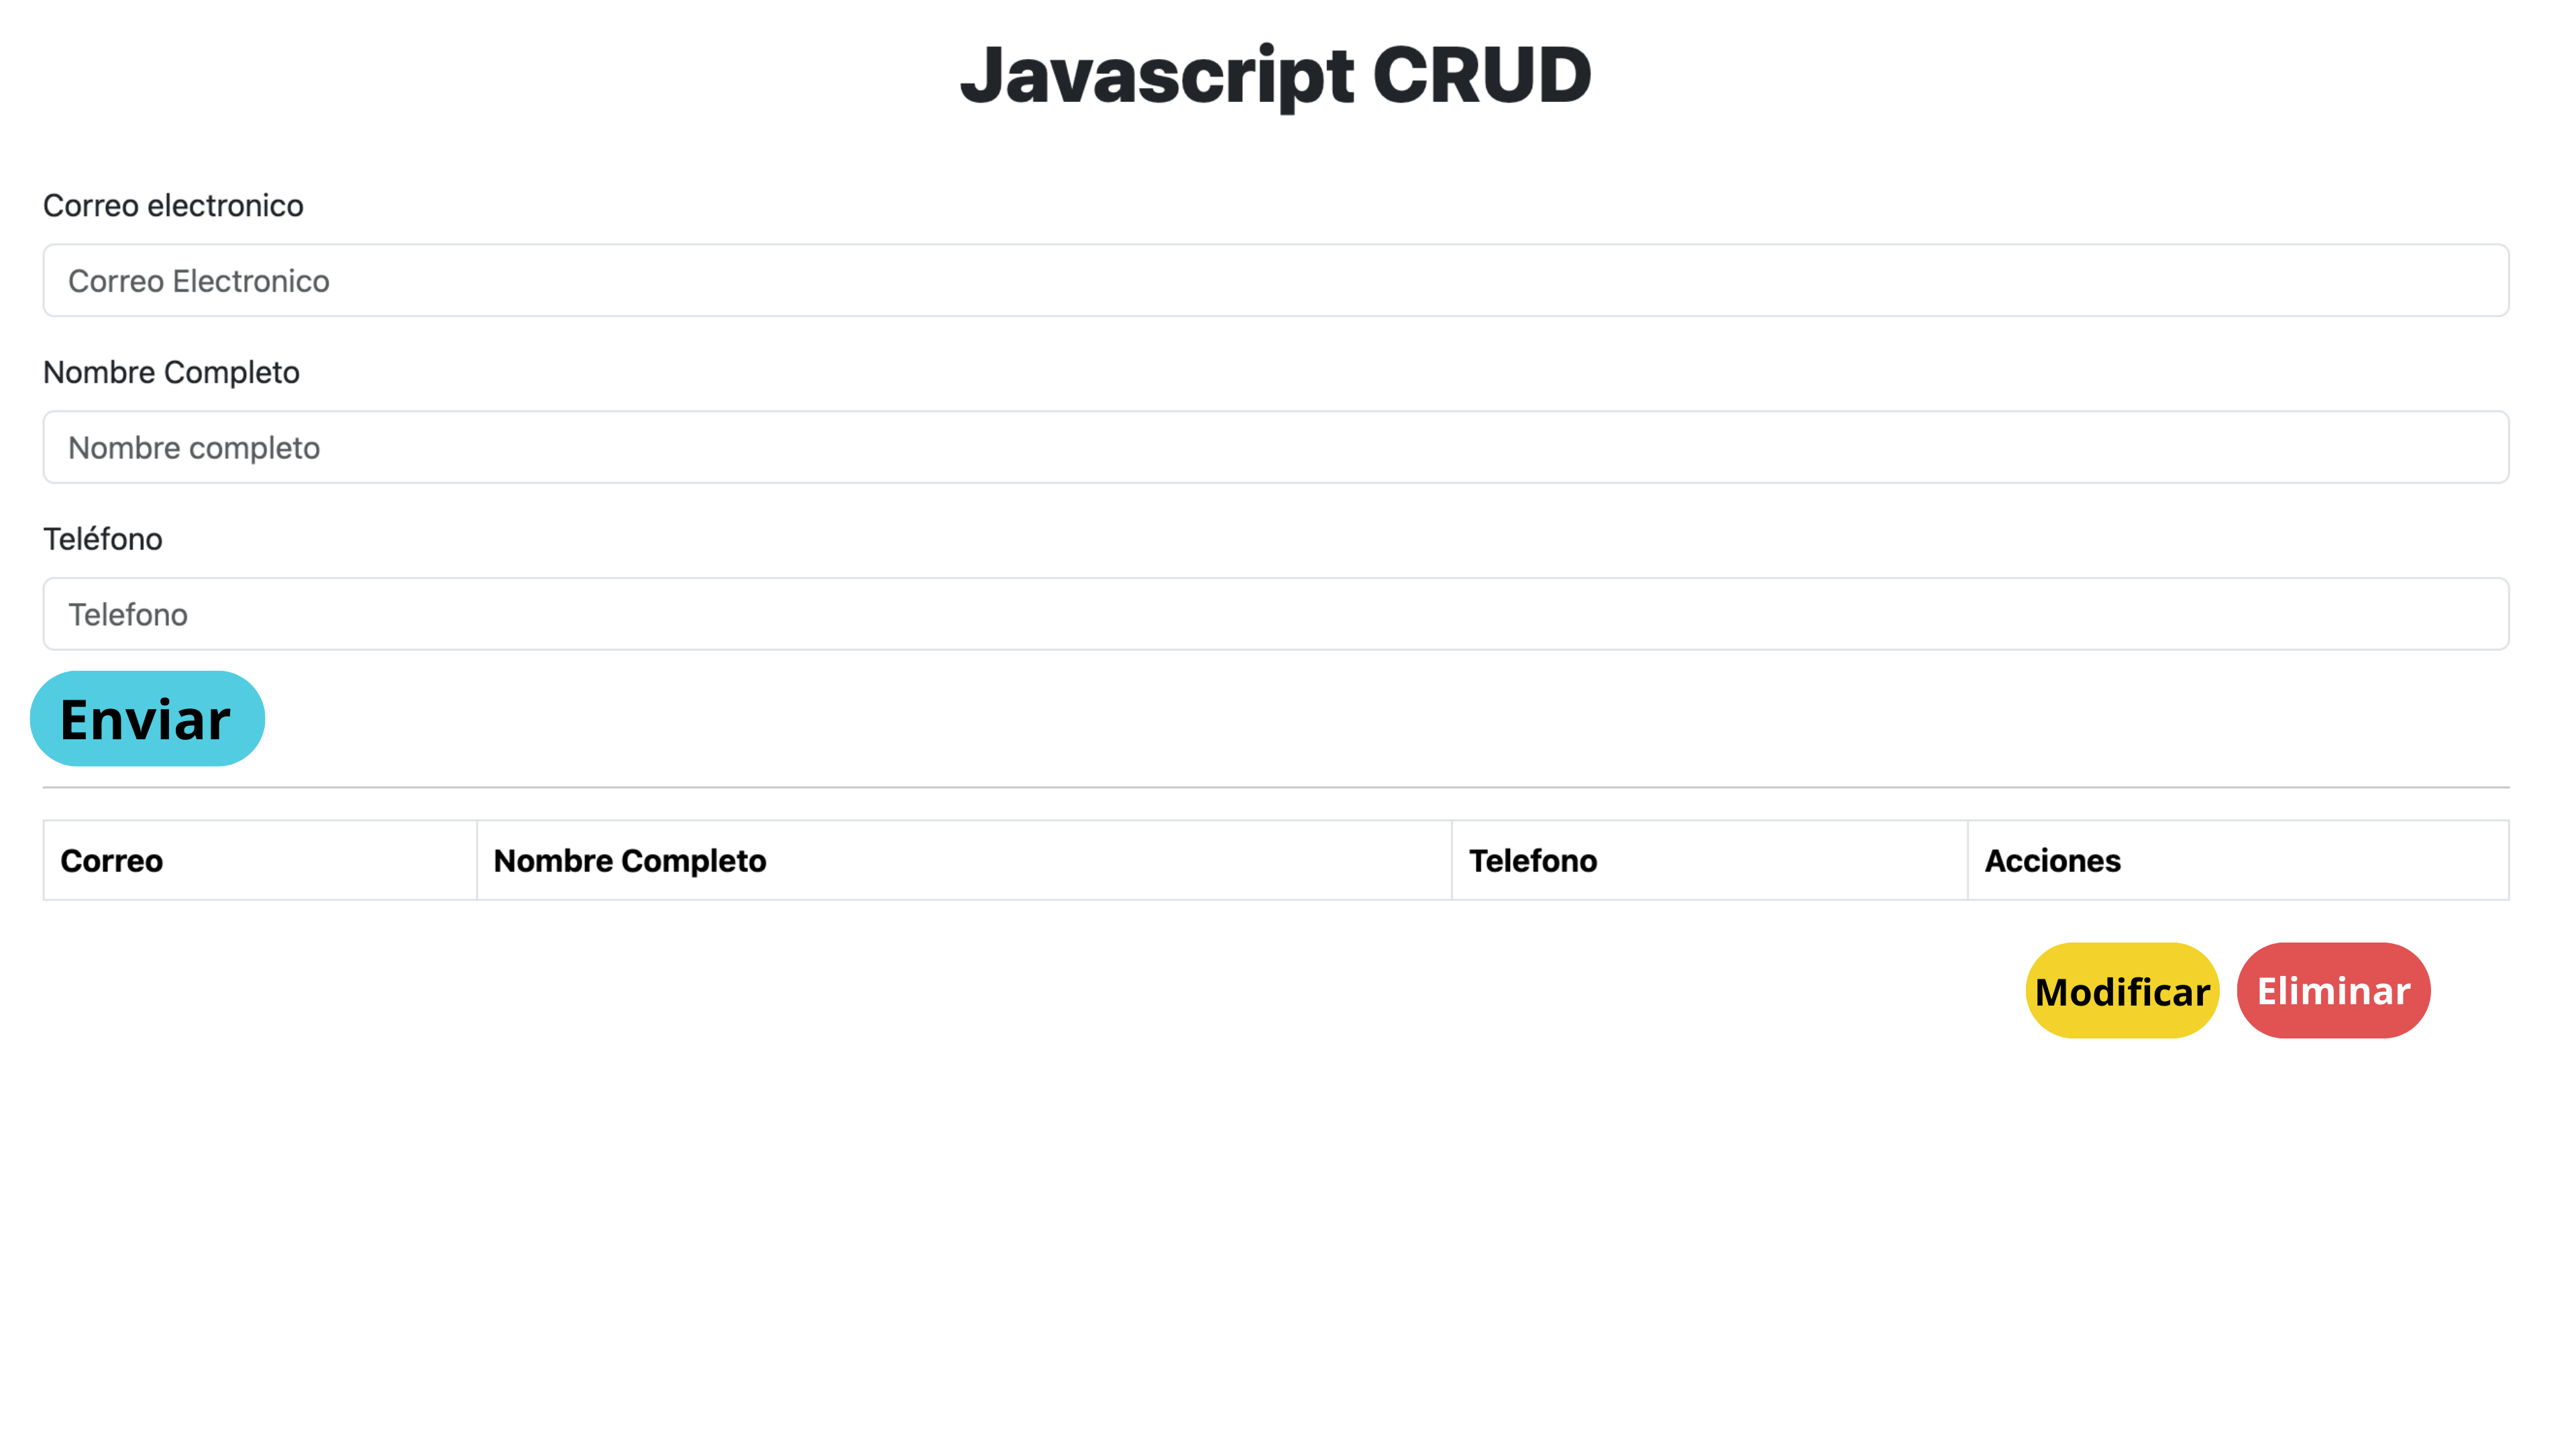 Javascript CRUD
Correo electronico
Correo Electronico
Nombre Completo
Nombre completo
Teléfono
Telefono
Enviar
Correo Nombre Completo Telefono Acciones
Modificar Eliminar